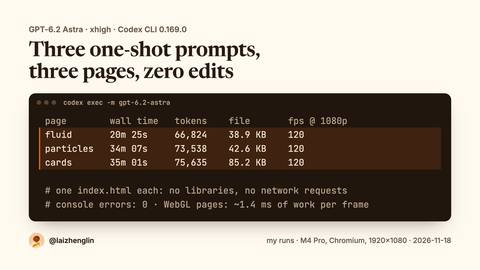 GPT-6.2 Astra · xhigh · Codex CLI 0.169.0
Three one-shot prompts,
three pages, zero edits
codex exec -m gpt-6.2-astra
page wall time tokens file fps @ 1080p
fluid 20m 25s 66,824 38.9 KB 120
particles 34m 07s 73,538 42.6 KB 120
cards 35m 01s 75,635 85.2 KB 120
# one index.html each: no libraries, no network requests
# console errors: 0 · WebGL pages: ~1.4 ms of work per frame
@laizhenglin
my runs · M4 Pro, Chromium, 1920×1080 · 2026-11-18